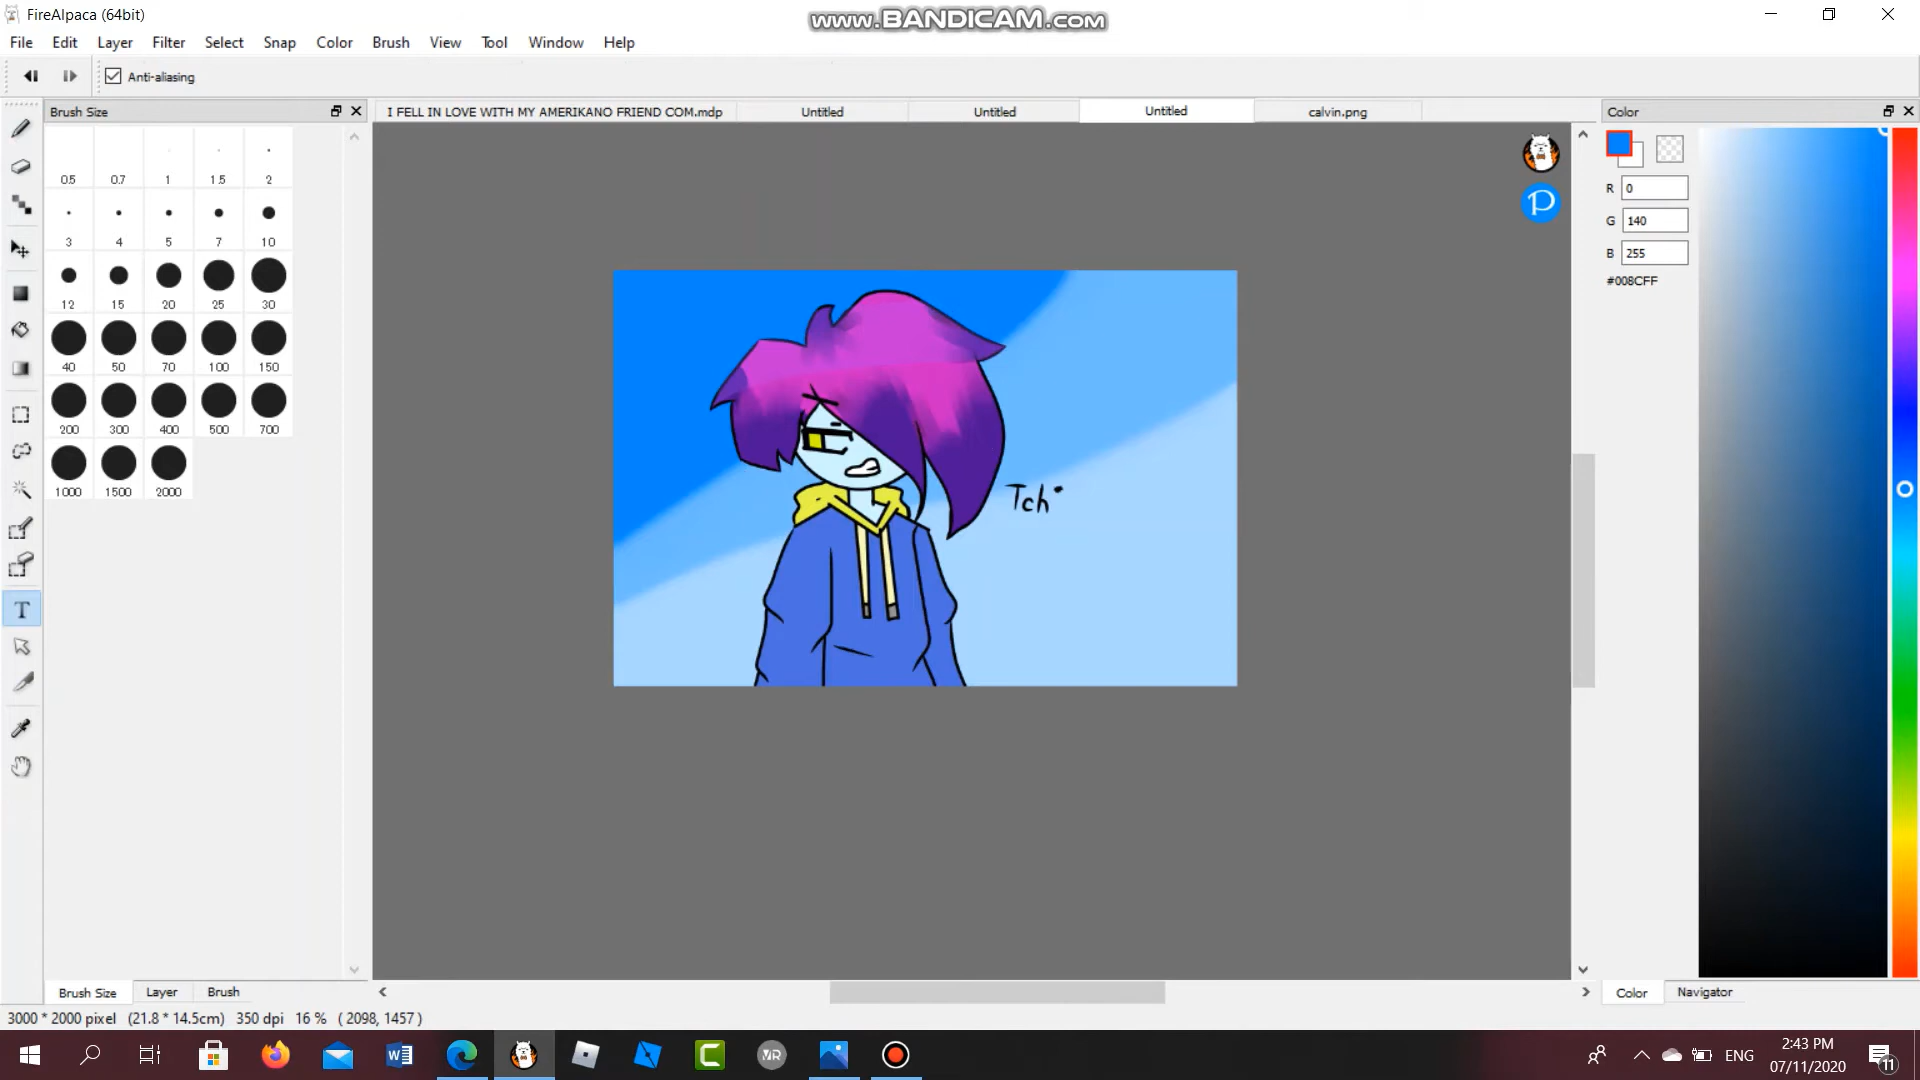 FireAlpaca (64bit)
www.BANDICAM.com
File Edit Layer Filter Select Snap Color Brush View Tool Window Help
Anti-aliasing
Brush Size
I FELL IN LOVE WITH MY AMERIKANO FRIEND COM.mdp Untitled Untitled Untitled calvin.png
Color
0.5 0.7 1 1.5 2
3 4 5 7 10
12 15 20 25 30
40 50 70 100 150
200 300 400 500 700
1000 1500 2000
P
R 0
G 140
B 255
#008CFF
T
Tch
Brush Size Layer Brush
Color Navigator
3000 * 2000 pixel (21.8 * 14.5cm) 350 dpi 16 % ( 2098, 1457 )
W
C
MR
ENG
2:43 PM
07/11/2020
11